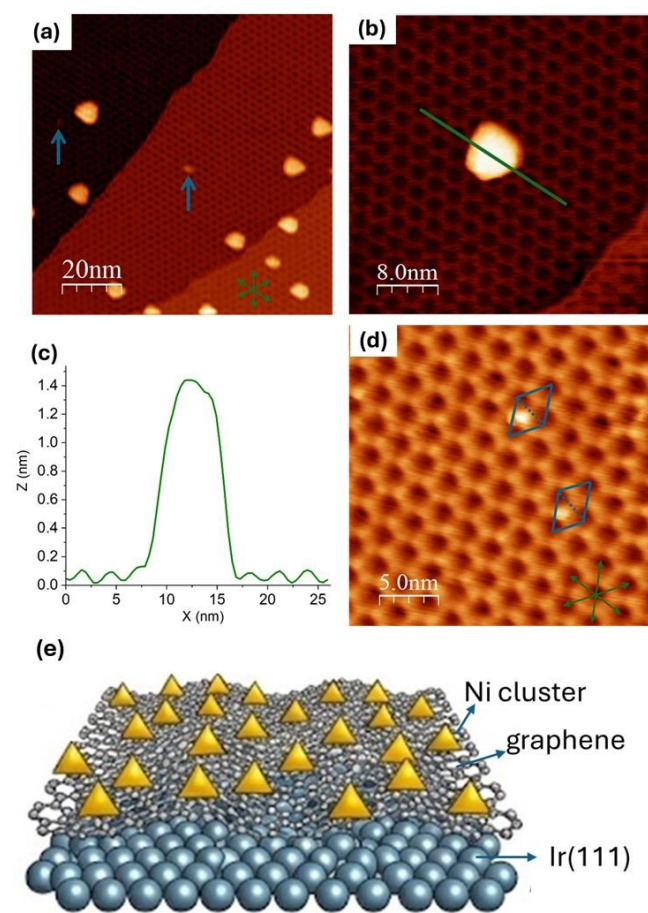 (a)
20nm
(b)
8.0nm
(c)
1.4
1.2
1.0
0.8
0.6
0.4
0.2
0.0
Z (nm)
0 5 10 15 20 25
X (nm)
(d)
5.0nm
(e)
Ni cluster
graphene
Ir(111)